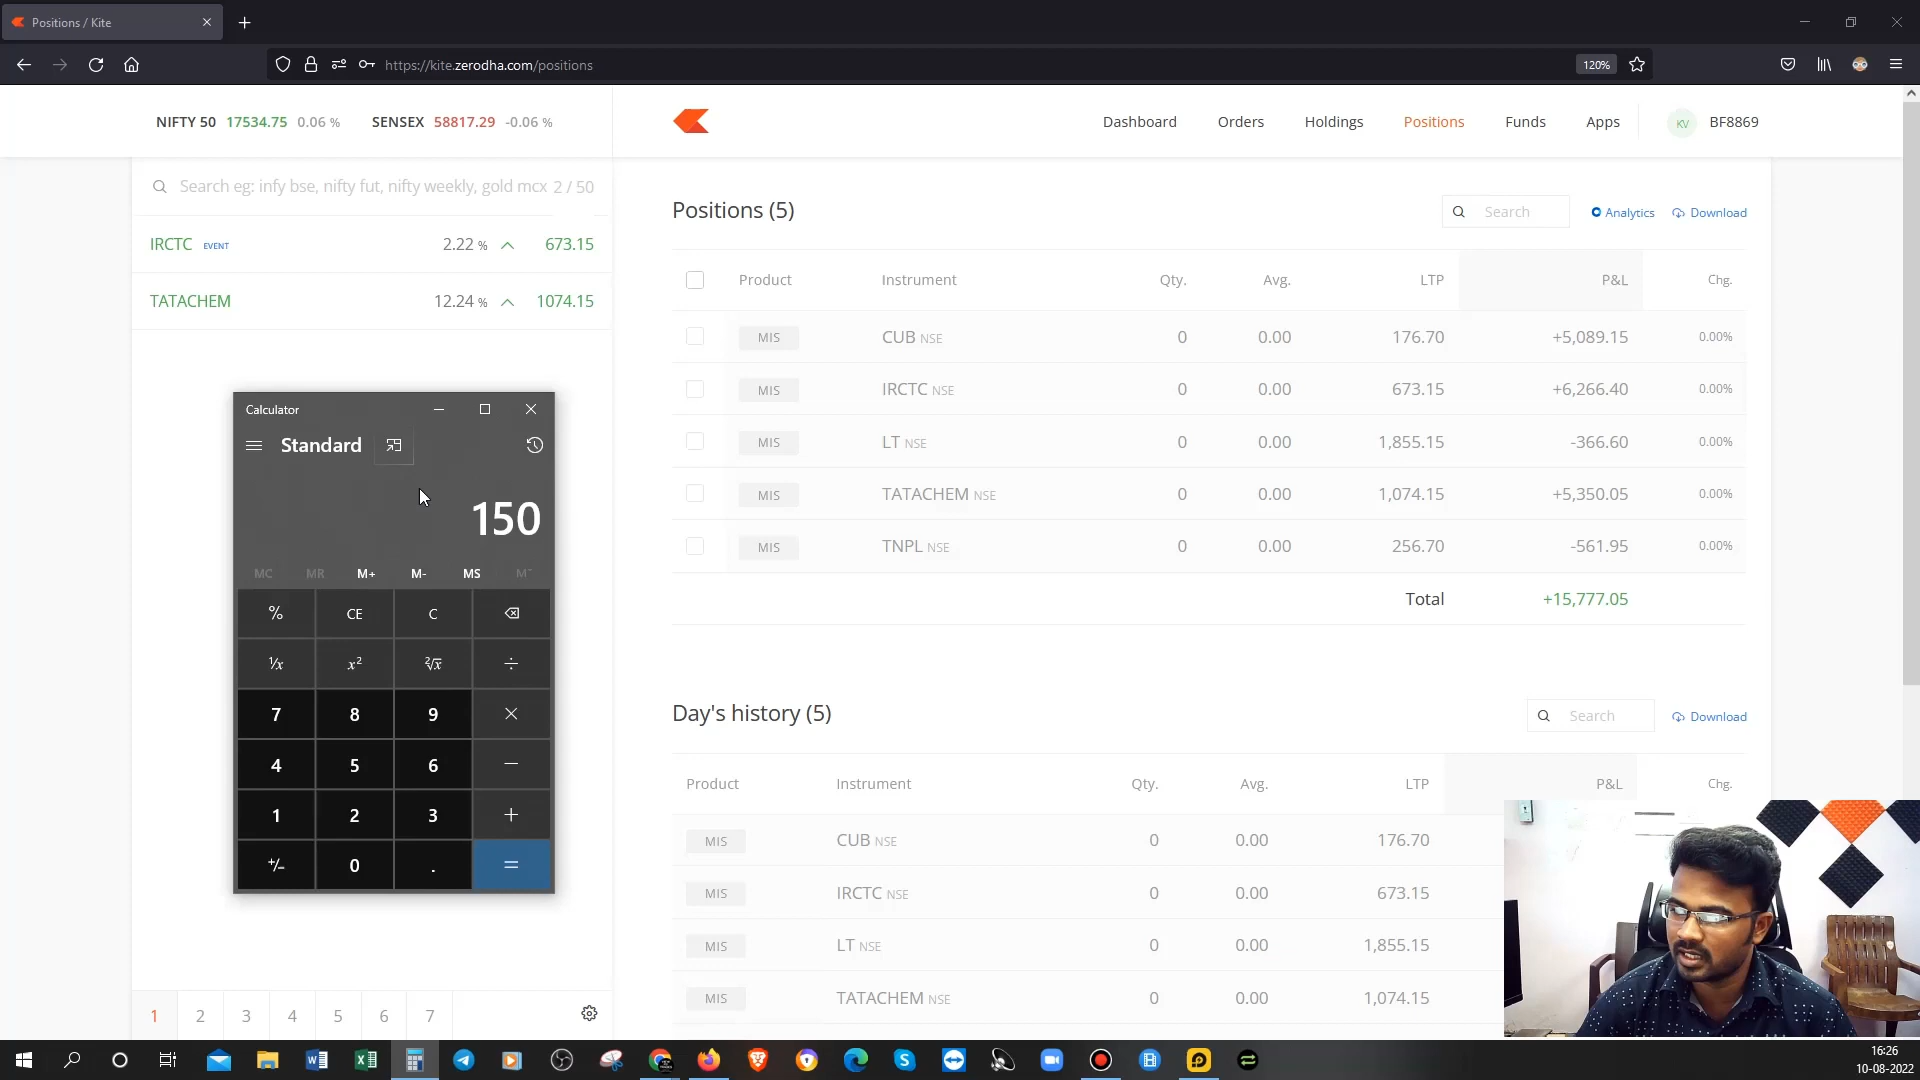 Positions / Kite
https://kite.zerodha.com/positions
120%
NIFTY 50 17534.75 0.06 %
SENSEX 58817.29 -0.06 %
Dashboard
Orders
Holdings
Positions
Funds
Apps
KV
BF8869
Search eg: infy bse, nifty fut, nifty weekly, gold mcx 2 / 50
IRCTC EVENT 2.22 % 673.15
TATACHEM 12.24 % 1074.15
Calculator
Standard
150
MC MR M+ M- MS M˅
% CE C
¹/x x² ²√x ÷
7 8 9 ×
4 5 6 −
1 2 3 +
+/− 0 . =
1 2 3 4 5 6 7
Positions (5)
Search
Analytics
Download
Product Instrument Qty. Avg. LTP P&L Chg.
MIS CUB NSE 0 0.00 176.70 +5,089.15 0.00%
MIS IRCTC NSE 0 0.00 673.15 +6,266.40 0.00%
MIS LT NSE 0 0.00 1,855.15 -366.60 0.00%
MIS TATACHEM NSE 0 0.00 1,074.15 +5,350.05 0.00%
MIS TNPL NSE 0 0.00 256.70 -561.95 0.00%
Total +15,777.05
Day's history (5)
Search
Download
Product Instrument Qty. Avg. LTP P&L Chg.
MIS CUB NSE 0 0.00 176.70
MIS IRCTC NSE 0 0.00 673.15
MIS LT NSE 0 0.00 1,855.15
MIS TATACHEM NSE 0 0.00 1,074.15
16:26
10-08-2022